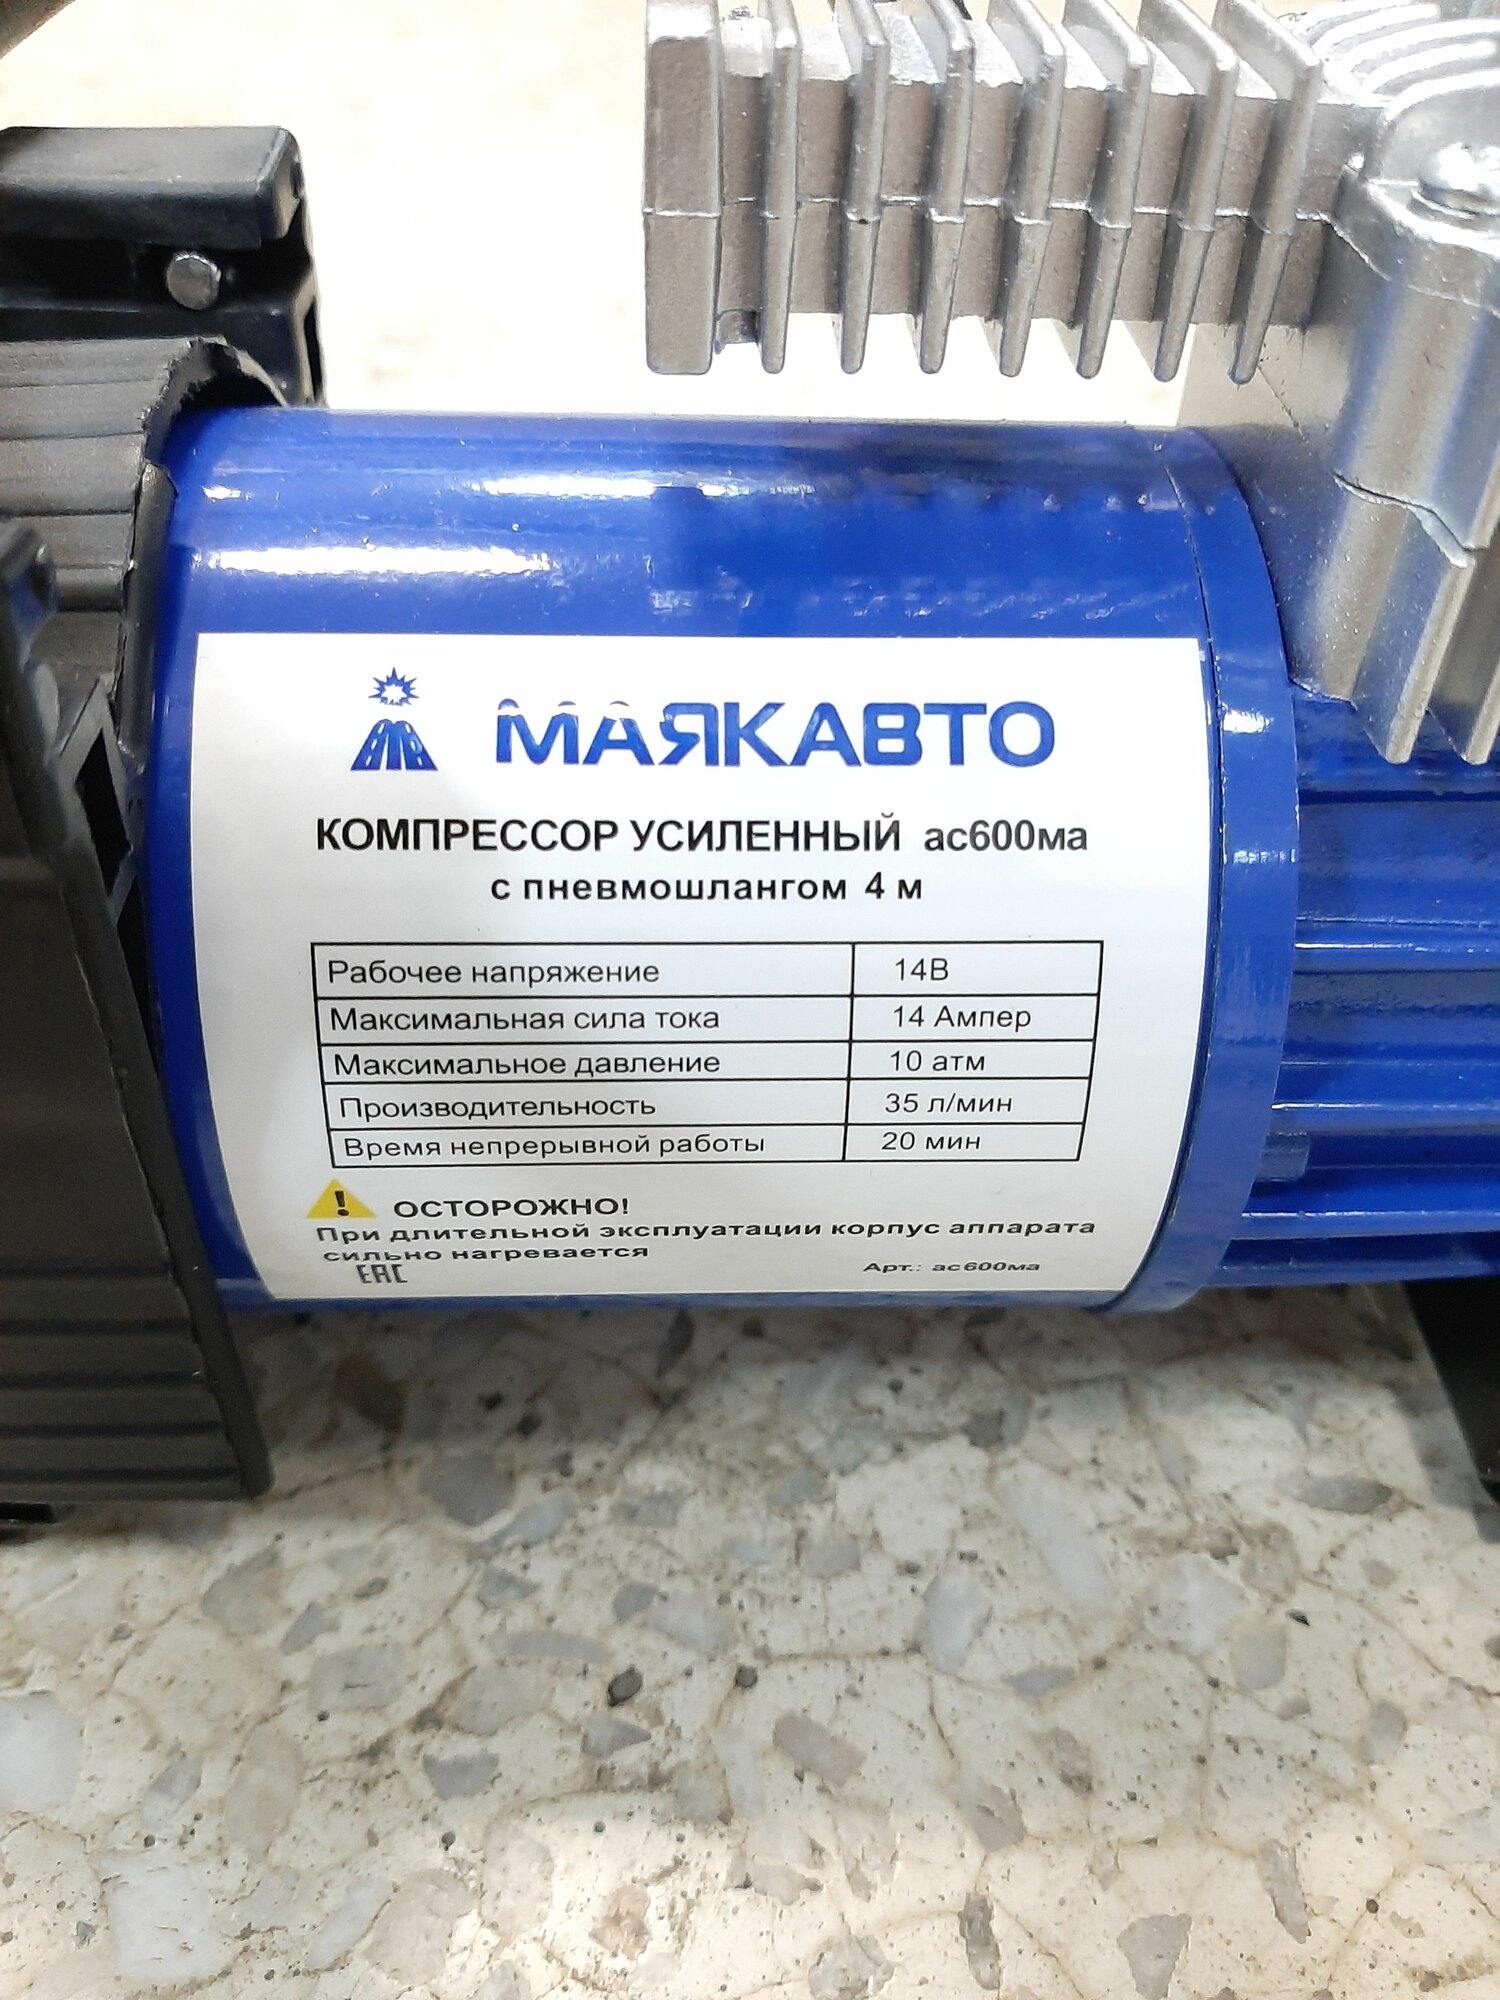 МАЯКАВТО
КОМПРЕССОР УСИЛЕННЫЙ ас600ма
с пневмошлангом 4 м
Рабочее напряжение 14В
Максимальная сила тока 14 Ампер
Максимальное давление 10 атм
Производительность 35 л/мин
Время непрерывной работы 20 мин
! ОСТОРОЖНО!
При длительной эксплуатации корпус аппарата
сильно нагревается
EAC Арт.: ас600ма